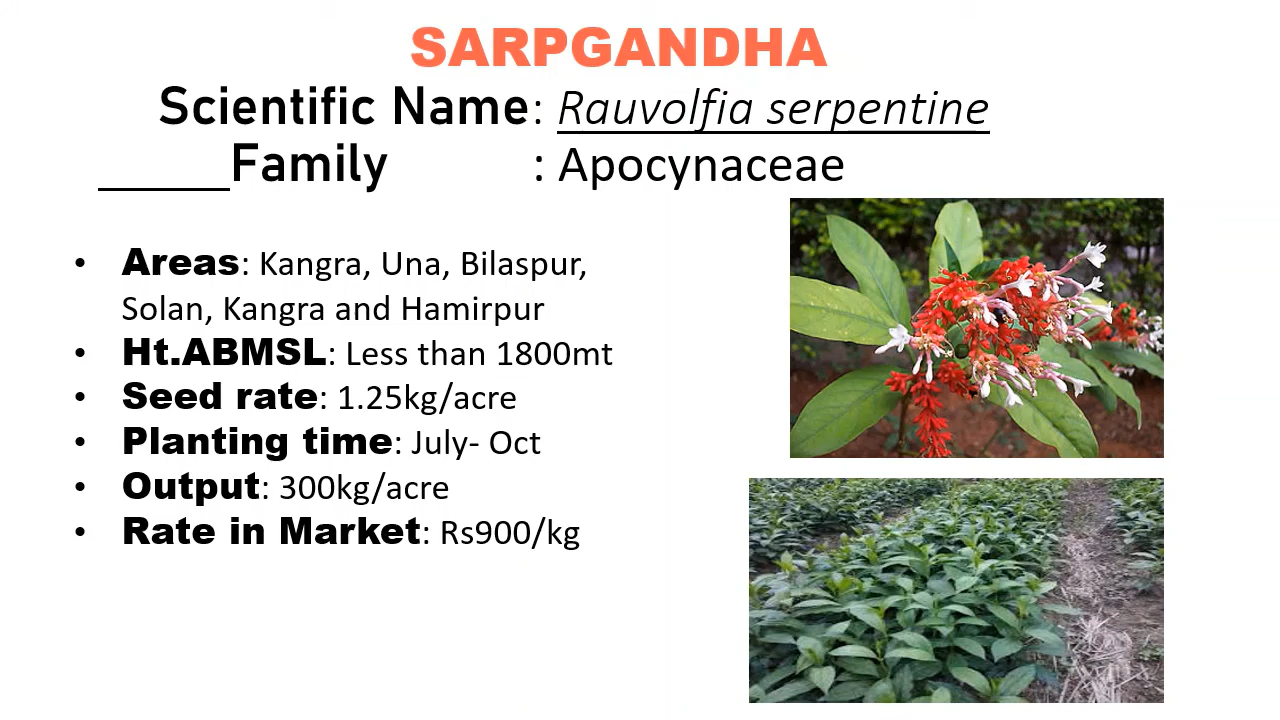 SARPGANDHA
Scientific Name: Rauvolfia serpentine
Family : Apocynaceae
• Areas: Kangra, Una, Bilaspur,
Solan, Kangra and Hamirpur
• Ht.ABMSL: Less than 1800mt
• Seed rate: 1.25kg/acre
• Planting time: July- Oct
• Output: 300kg/acre
• Rate in Market: Rs900/kg